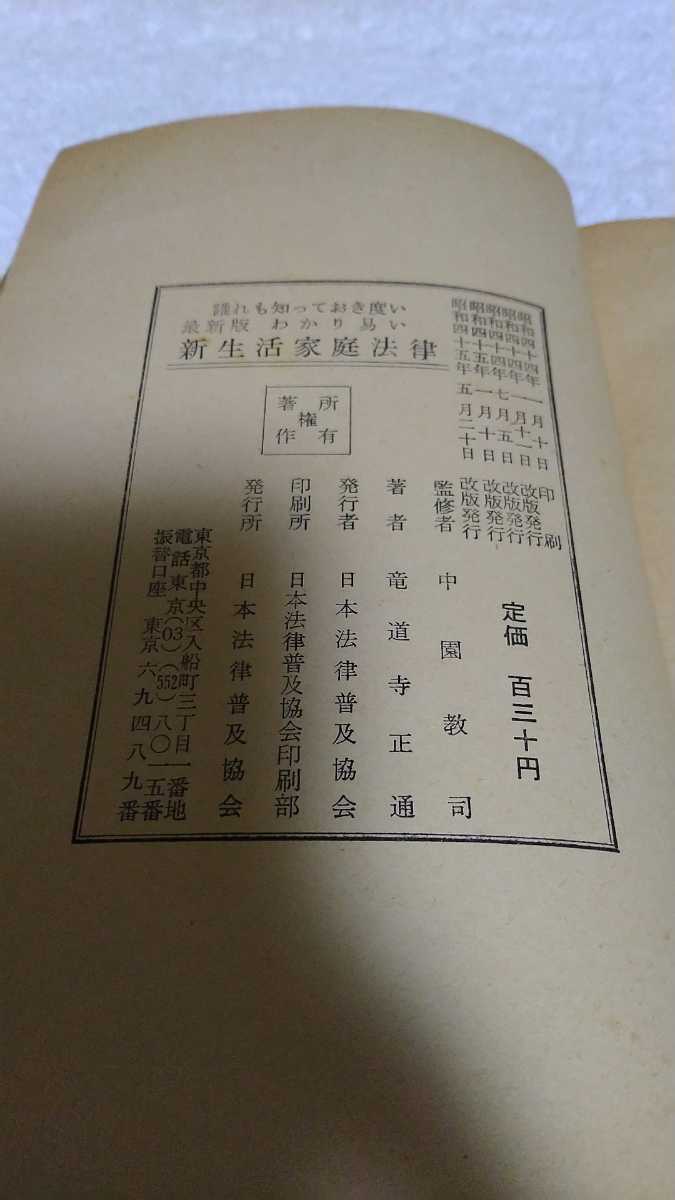 誰れも知っておき度い
最新版 わかり易い
新生活家庭法律
著作権所有
昭和四十四年一月十日 印刷
昭和四十四年一月十一日 改版発行
昭和四十四年七月五日 改版発行
昭和四十五年一月十日 改版発行
昭和四十五年五月二十日 改版発行
定価 百三十円
監修者 中園教司
著者 竜道寺正通
発行者 日本法律普及協会
印刷所 日本法律普及協会印刷部
発行所 日本法律普及協会
東京都中央区入船町三丁目一番地
電話東京(03)(552)八〇一五番
振替口座 東京 六九四八九番